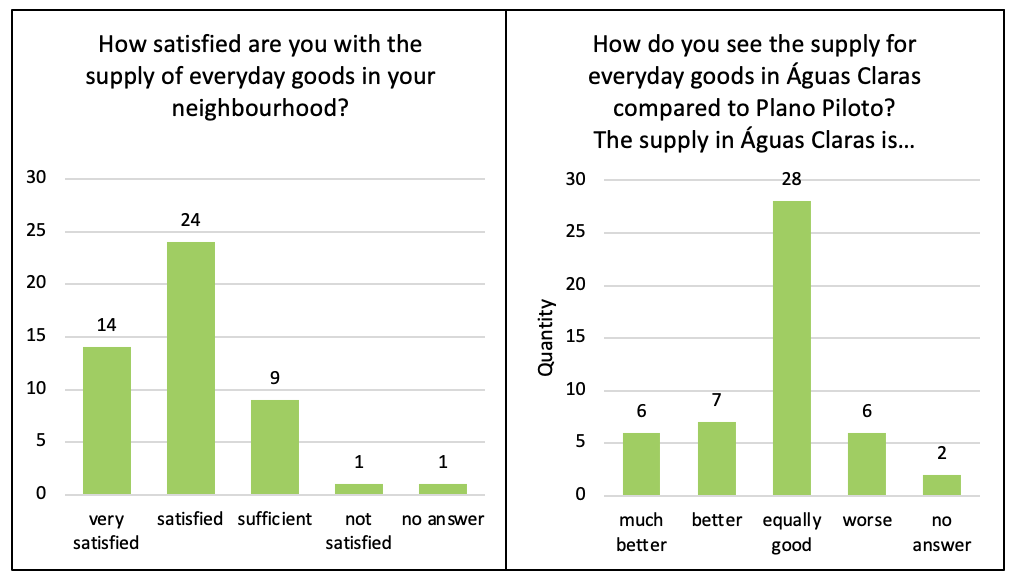 How satisfied are you with the
supply of everyday goods in your
neighbourhood?
30
25
20
15
10
5
0
14
24
9
1
1
very
satisfied
satisfied
sufficient
not
satisfied
no answer
How do you see the supply for
everyday goods in Águas Claras
compared to Plano Piloto?
The supply in Águas Claras is...
Quantity
30
25
20
15
10
5
0
6
7
28
6
2
much
better
better
equally
good
worse
no
answer